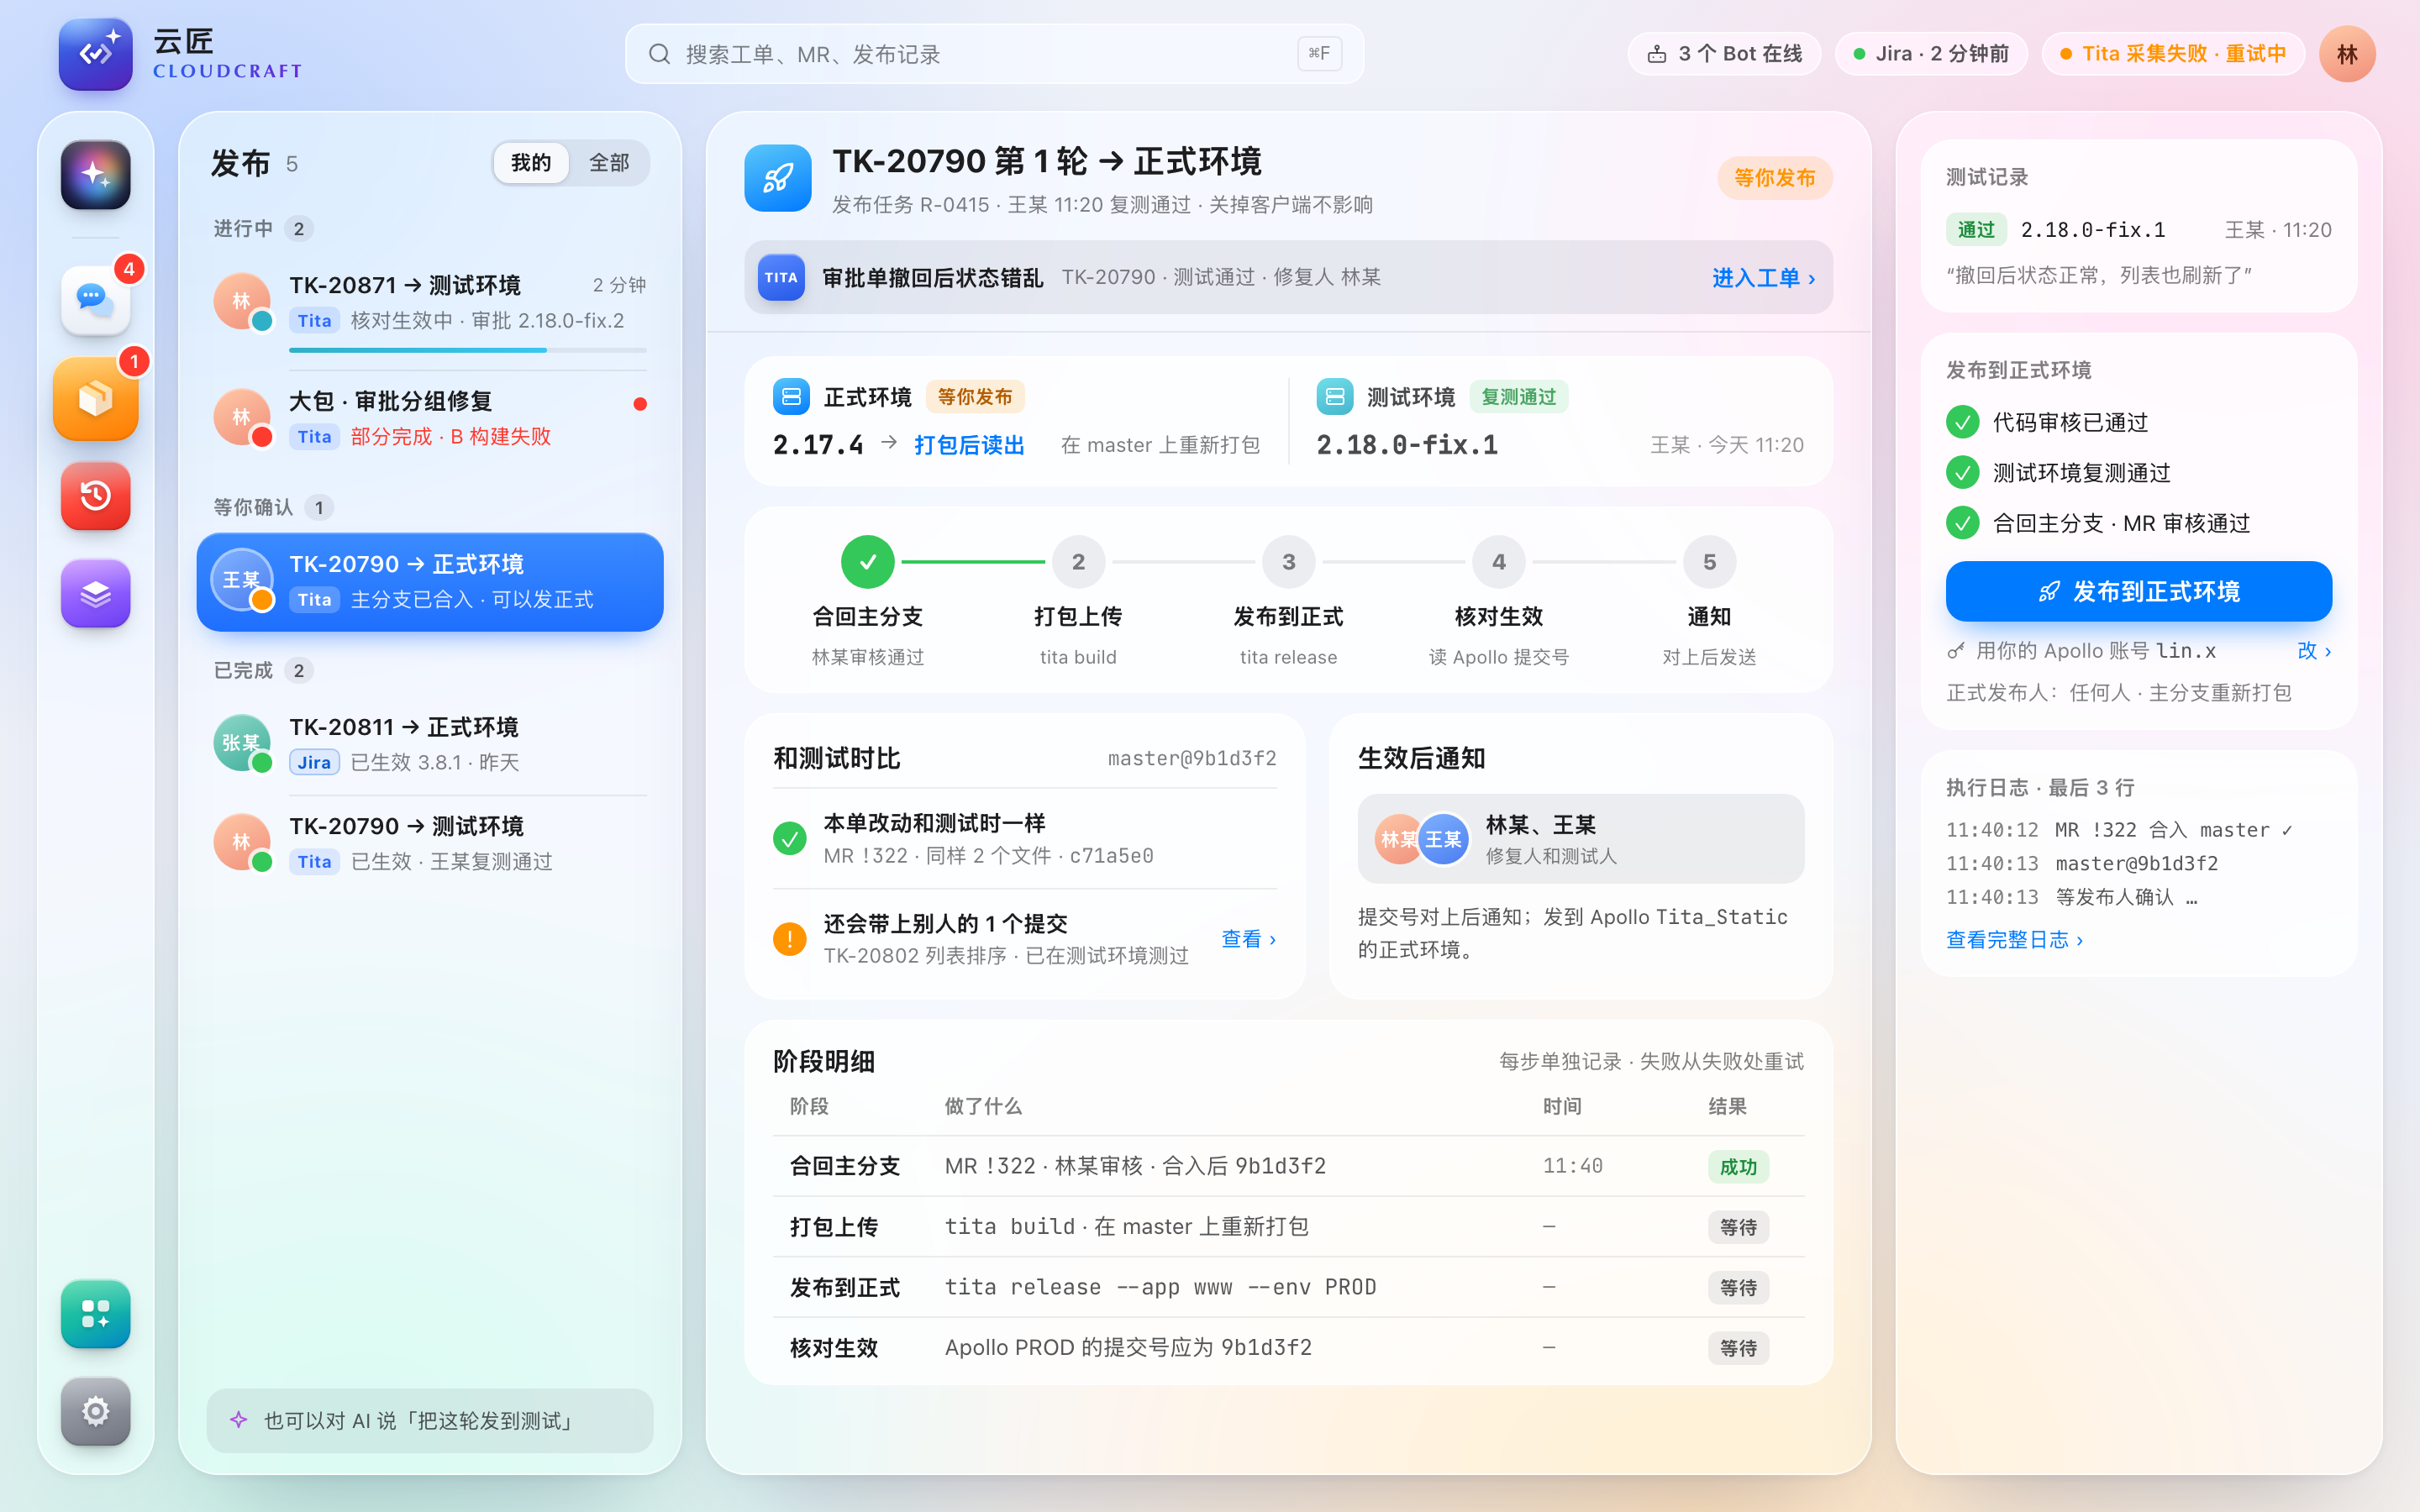 云匠
CLOUDCRAFT
搜索工单、MR、发布记录
⌘F
3 个 Bot 在线
Jira · 2 分钟前
Tita 采集失败 · 重试中
林
4
1
发布 5
我的
全部
进行中 2
林
TK-20871 → 测试环境
2 分钟
Tita 核对生效中 · 审批 2.18.0-fix.2
林
大包 · 审批分组修复
Tita 部分完成 · B 构建失败
等你确认 1
王某
TK-20790 → 正式环境
Tita 主分支已合入 · 可以发正式
已完成 2
张某
TK-20811 → 正式环境
Jira 已生效 3.8.1 · 昨天
林
TK-20790 → 测试环境
Tita 已生效 · 王某复测通过
也可以对 AI 说「把这轮发到测试」
TK-20790 第 1 轮 → 正式环境
发布任务 R-0415 · 王某 11:20 复测通过 · 关掉客户端不影响
等你发布
TITA 审批单撤回后状态错乱 TK-20790 · 测试通过 · 修复人 林某
进入工单 ›
正式环境 等你发布
2.17.4 → 打包后读出 在 master 上重新打包
测试环境 复测通过
2.18.0-fix.1 王某 · 今天 11:20
2 3 4 5
合回主分支 打包上传 发布到正式 核对生效 通知
林某审核通过 tita build tita release 读 Apollo 提交号 对上后发送
和测试时比 master@9b1d3f2
本单改动和测试时一样
MR !322 · 同样 2 个文件 · c71a5e0
还会带上别人的 1 个提交
TK-20802 列表排序 · 已在测试环境测过
查看 ›
生效后通知
林某 王某
林某、王某
修复人和测试人
提交号对上后通知；发到 Apollo Tita_Static
的正式环境。
阶段明细 每步单独记录 · 失败从失败处重试
阶段 做了什么 时间 结果
合回主分支 MR !322 · 林某审核 · 合入后 9b1d3f2 11:40 成功
打包上传 tita build · 在 master 上重新打包 — 等待
发布到正式 tita release --app www --env PROD — 等待
核对生效 Apollo PROD 的提交号应为 9b1d3f2 — 等待
测试记录
通过 2.18.0-fix.1 王某 · 11:20
“撤回后状态正常，列表也刷新了”
发布到正式环境
代码审核已通过
测试环境复测通过
合回主分支 · MR 审核通过
发布到正式环境
用你的 Apollo 账号 lin.x 改 ›
正式发布人：任何人 · 主分支重新打包
执行日志 · 最后 3 行
11:40:12 MR !322 合入 master ✓
11:40:13 master@9b1d3f2
11:40:13 等发布人确认 …
查看完整日志 ›